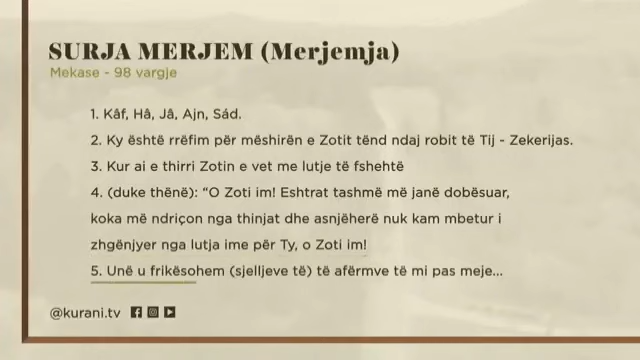 SURJA MERJEM (Merjemja)
Mekase - 98 vargje
1. Kâf, Hâ, Jâ, Ajn, Sád.
2. Ky është rrëfim për mëshirën e Zotit tënd ndaj robit të Tij - Zekerijas.
3. Kur ai e thirri Zotin e vet me lutje të fshehtë
4. (duke thënë): “O Zoti im! Eshtrat tashmë më janë dobësuar,
koka më ndriçon nga thinjat dhe asnjëherë nuk kam mbetur i
zhgënjyer nga lutja ime për Ty, o Zoti im!
5. Unë u frikësohem (sjelljeve të) të afërmve të mi pas meje...
@kurani.tv